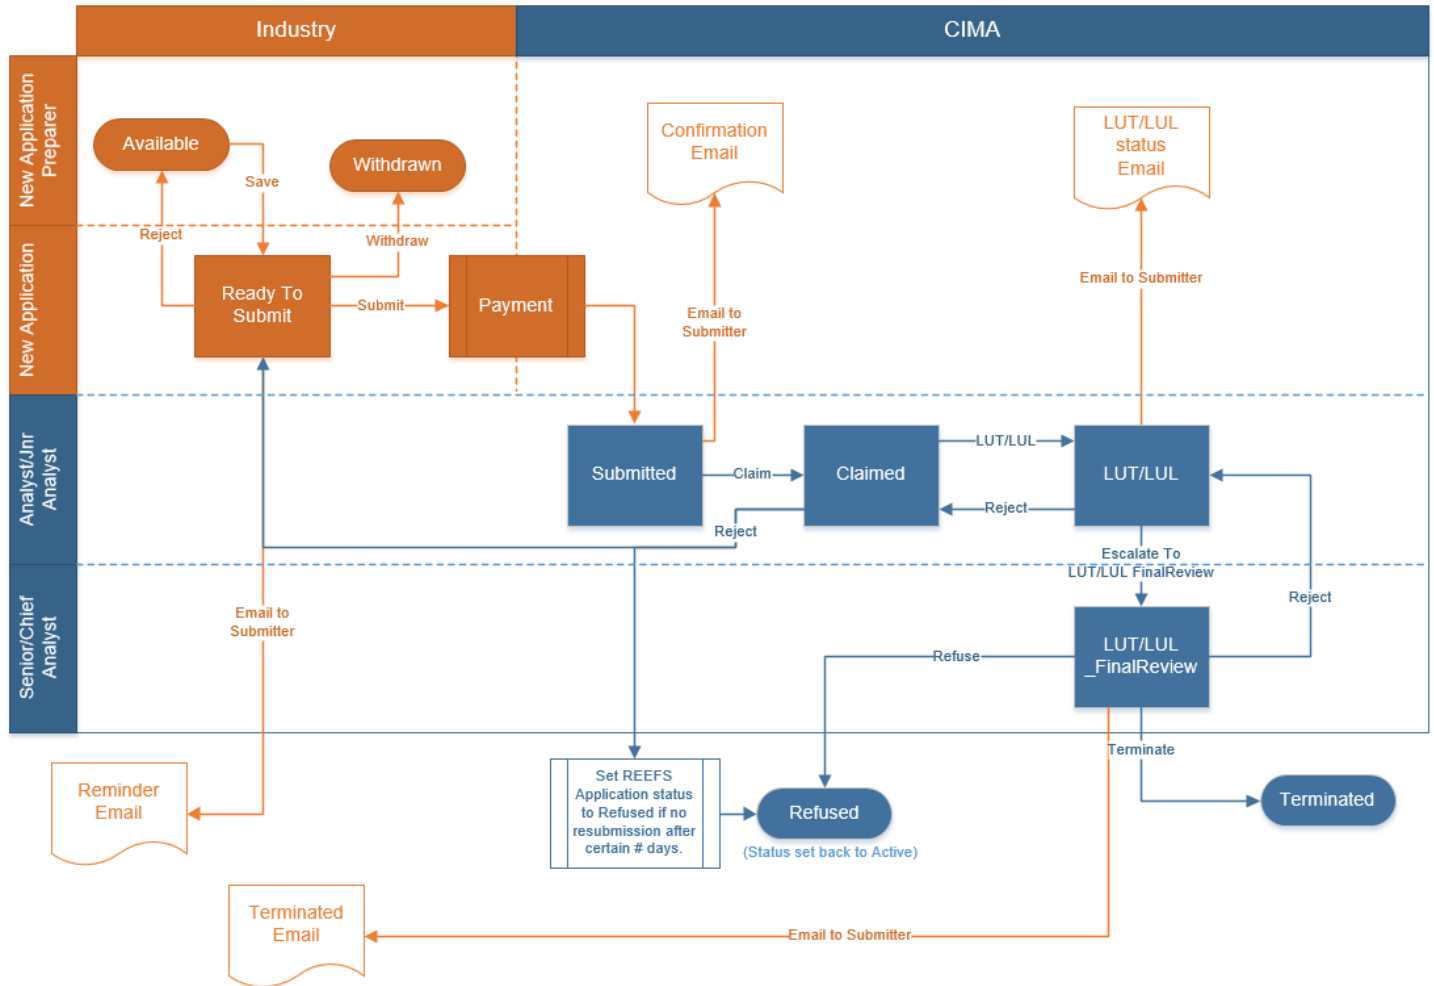 Industry
CIMA
New Application
Preparer
Available
Save
Withdrawn
Confirmation
Email
LUT/LUL
status
Email
Reject
Withdraw
New Application
Ready To
Submit
Submit
Payment
Email to
Submitter
Email to Submitter
Analyst/Jnr
Analyst
Submitted
Claim
Claimed
LUT/LUL
LUT/LUL
Reject
Reject
Escalate To
LUT/LUL FinalReview
Senior/Chief
Analyst
Email to
Submitter
Refuse
LUT/LUL
_FinalReview
Reject
Terminate
Reminder
Email
Set REEFS
Application status
to Refused if no
resubmission after
certain # days.
Refused
(Status set back to Active)
Terminated
Terminated
Email
Email to Submitter